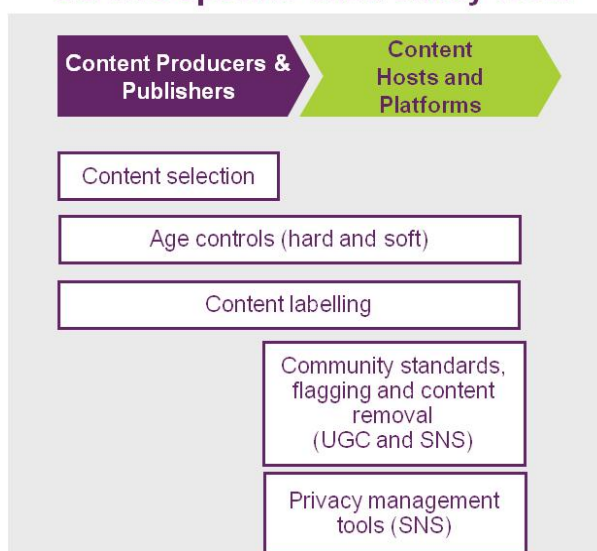 Content Producers &
Publishers
Content
Hosts and
Platforms
Content selection
Age controls (hard and soft)
Content labelling
Community standards,
flagging and content
removal
(UGC and SNS)
Privacy management
tools (SNS)